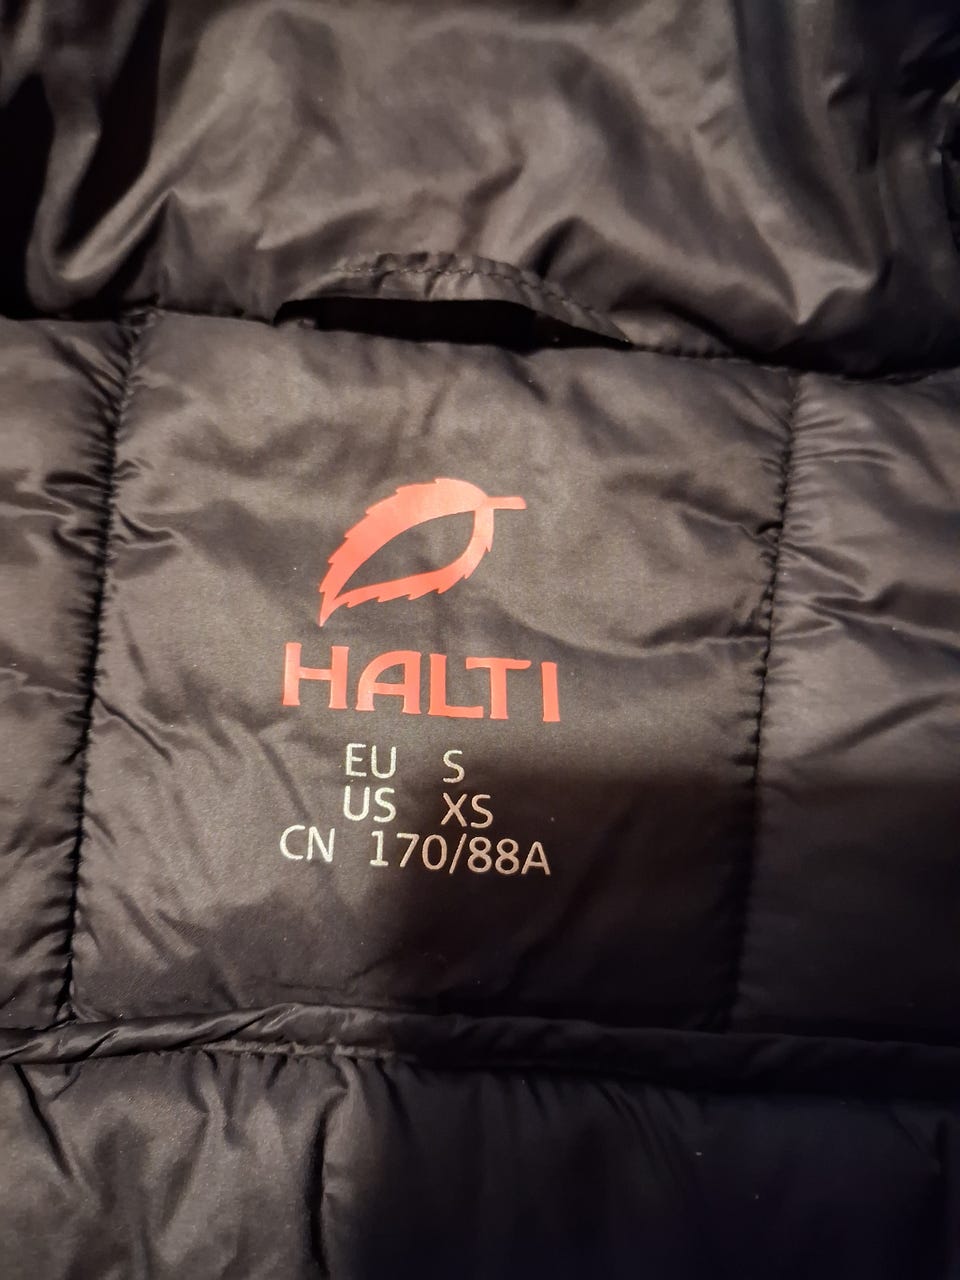 HALTI
EU S
US XS
CN 170/88A